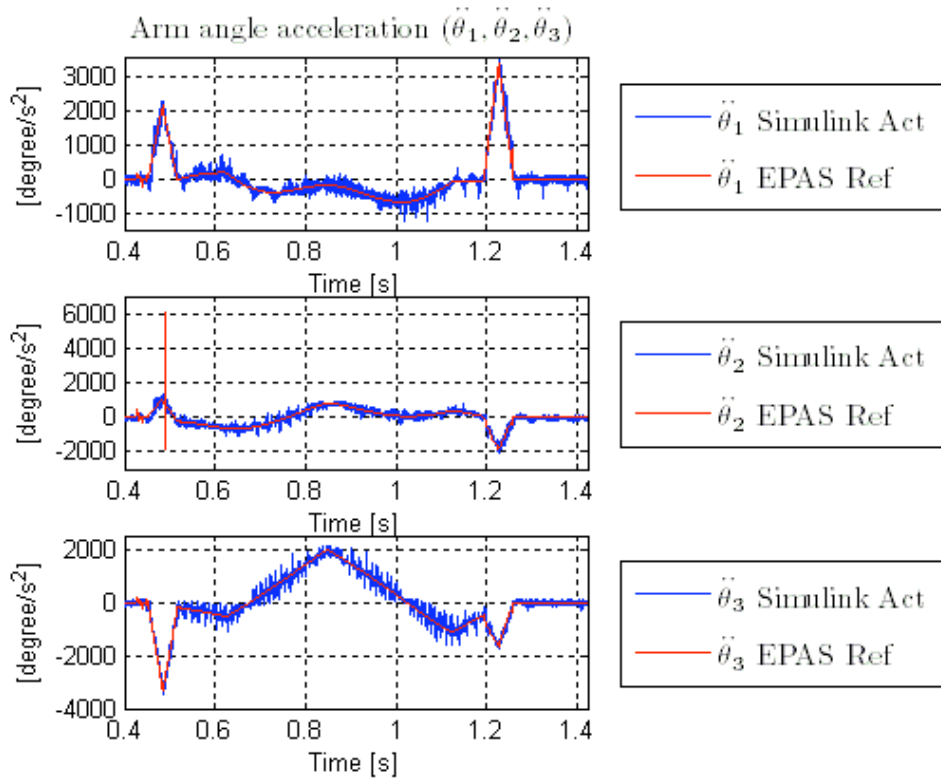 Arm angle acceleration (θ̈₁, θ̈₂, θ̈₃)
[degree/s²]
3000
2000
1000
0
-1000
0.4 0.6 0.8 1 1.2 1.4
Time [s]
θ̈₁ Simulink Act
θ̈₁ EPAS Ref
[degree/s²]
6000
4000
2000
0
-2000
0.4 0.6 0.8 1 1.2 1.4
Time [s]
θ̈₂ Simulink Act
θ̈₂ EPAS Ref
[degree/s²]
2000
0
-2000
-4000
0.4 0.6 0.8 1 1.2 1.4
Time [s]
θ̈₃ Simulink Act
θ̈₃ EPAS Ref